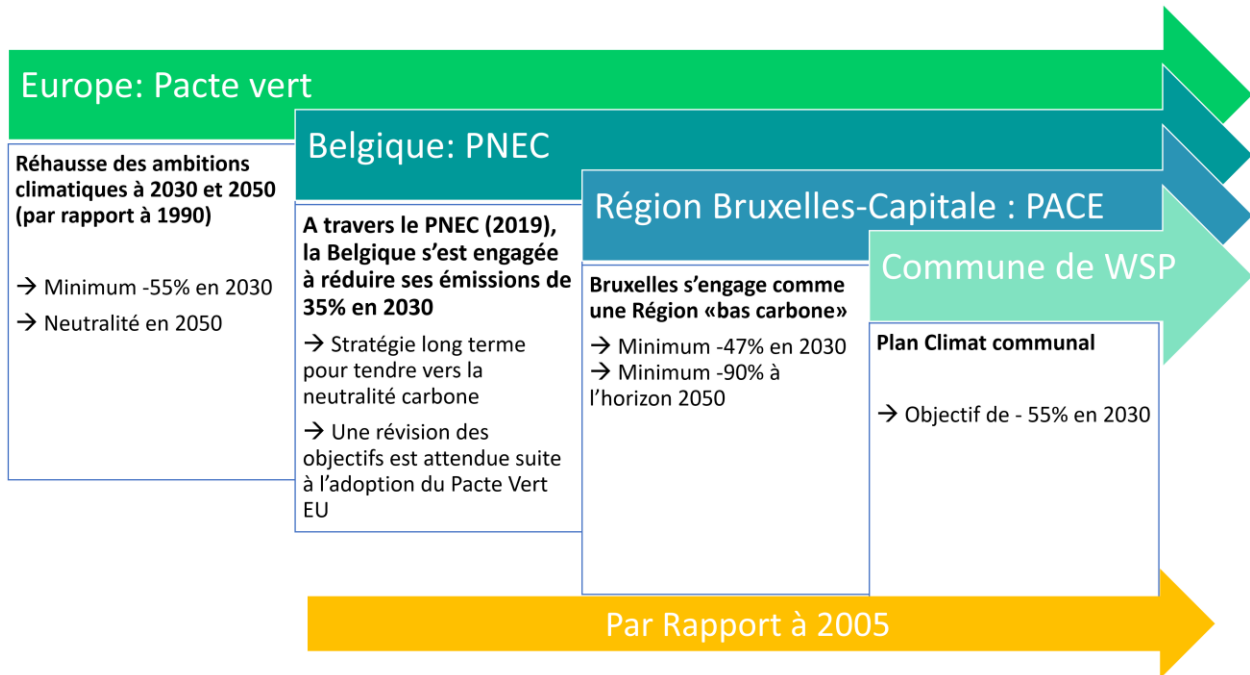 Europe: Pacte vert
Réhausse des ambitions
climatiques à 2030 et 2050
(par rapport à 1990)
→ Minimum -55% en 2030
→ Neutralité en 2050
Belgique: PNEC
A travers le PNEC (2019),
la Belgique s’est engagée
à réduire ses émissions de
35% en 2030
→ Stratégie long terme
pour tendre vers la
neutralité carbone
→ Une révision des
objectifs est attendue suite
à l’adoption du Pacte Vert
EU
Région Bruxelles-Capitale : PACE
Bruxelles s’engage comme
une Région «bas carbone»
→ Minimum -47% en 2030
→ Minimum -90% à
l’horizon 2050
Commune de WSP
Plan Climat communal
→ Objectif de - 55% en 2030
Par Rapport à 2005